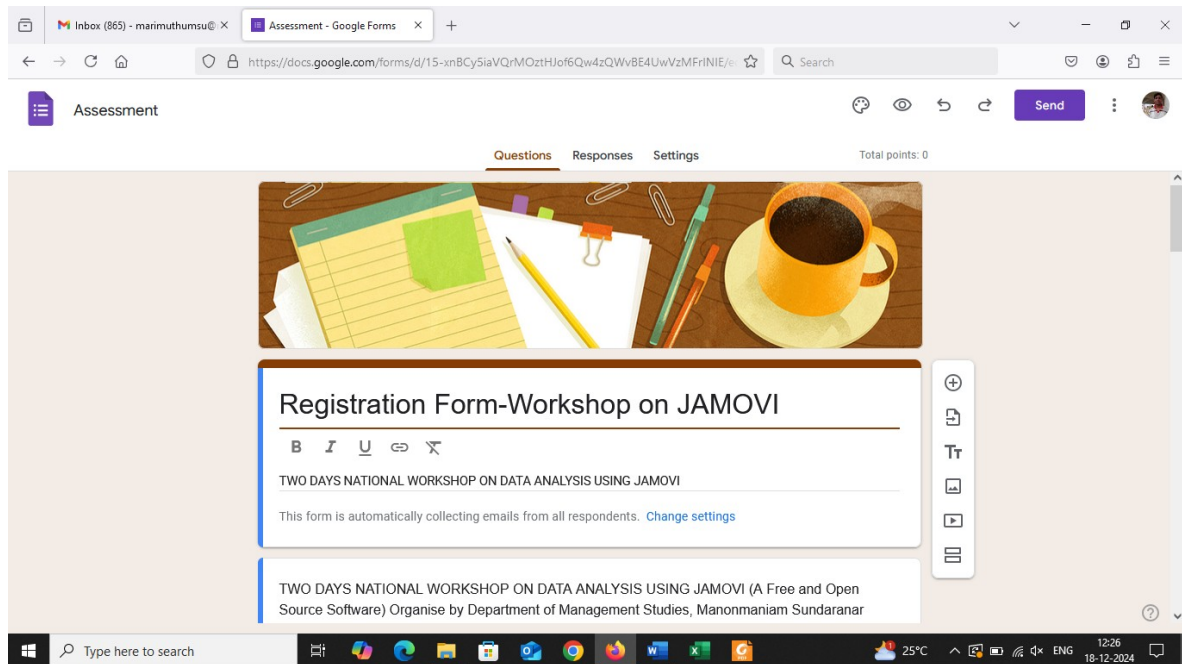 Inbox (865) - marimuthumsu@
Assessment - Google Forms
https://docs.google.com/forms/d/15-xnBCy5iaVQrMOztHJof6Qw4zQWvBE4UwVzMFrINIE/e
Search
Assessment
Send
Questions Responses Settings
Total points: 0
Registration Form-Workshop on JAMOVI
B I U
TWO DAYS NATIONAL WORKSHOP ON DATA ANALYSIS USING JAMOVI
This form is automatically collecting emails from all respondents. Change settings
TWO DAYS NATIONAL WORKSHOP ON DATA ANALYSIS USING JAMOVI (A Free and Open
Source Software) Organise by Department of Management Studies, Manonmaniam Sundaranar
Type here to search
25°C
ENG
12:26
18-12-2024